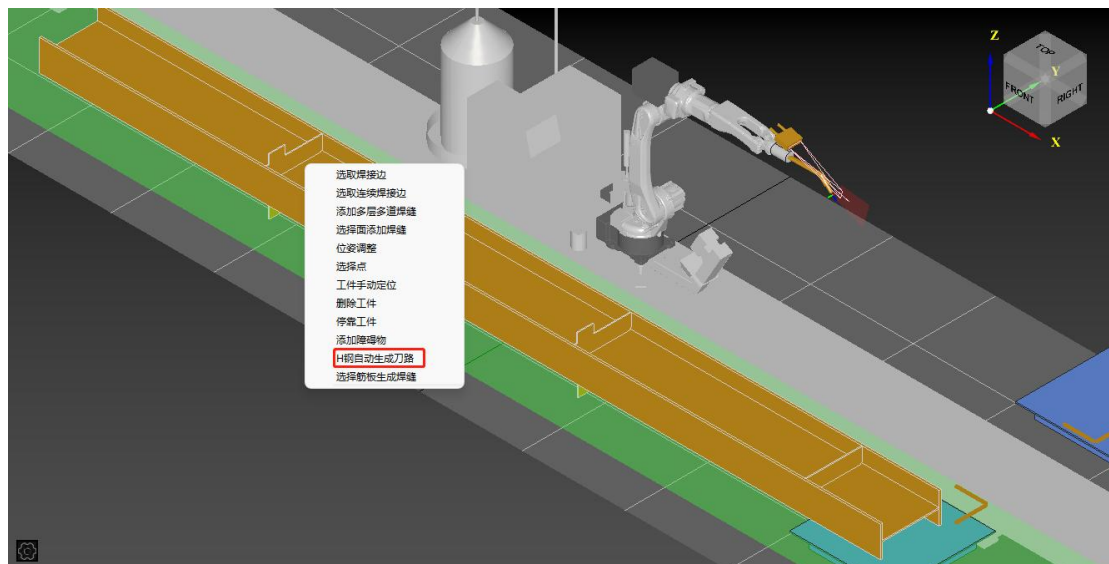 Z
TOP
Y
FRONT
RIGHT
X
选取焊接边
选取连续焊接边
添加多层多道焊缝
选择面添加焊缝
位姿调整
选择点
工件手动定位
删除工件
停靠工件
添加障碍物
H钢自动生成刀路
选择筋板生成焊缝